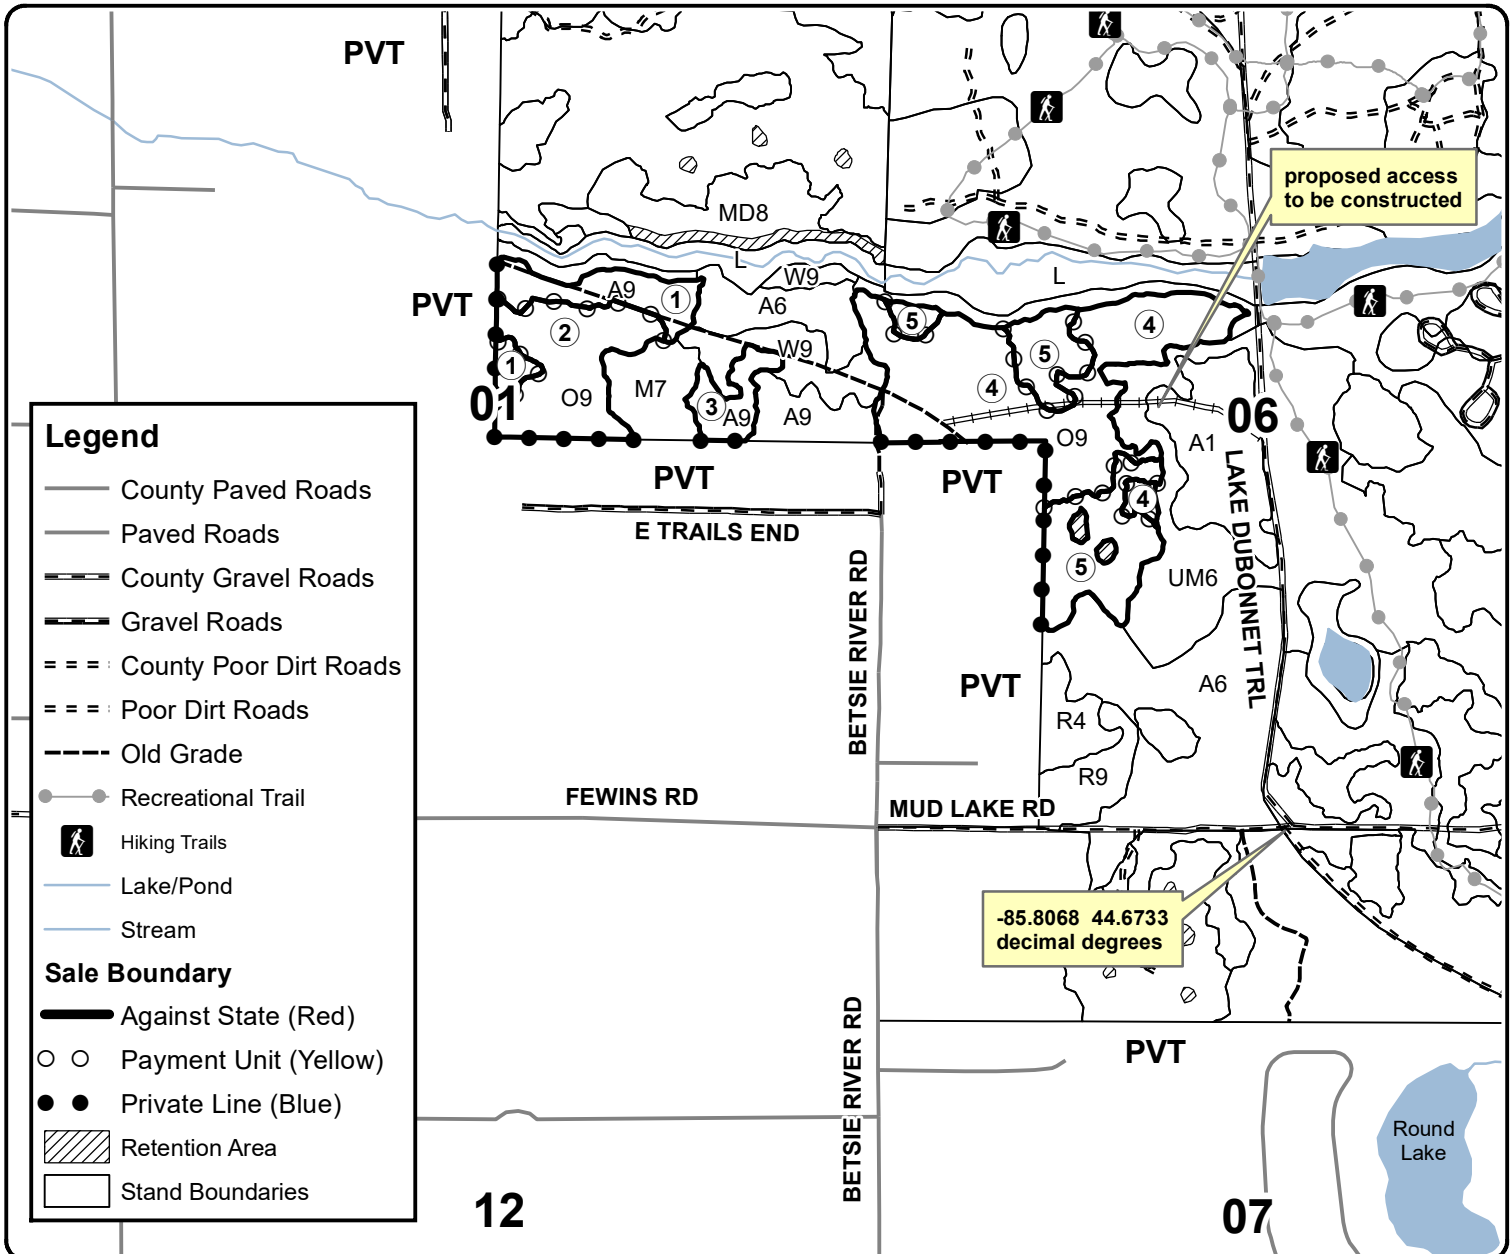 PVT
proposed access
to be constructed
MD8
L
W9
L
A9
1
A6
PVT
2
5
4
W9
5
1
4
01
O9
M7
3
A9
A9
06
O9
A1
PVT
PVT
4
E TRAILS END
LAKE DUBONNET TRL
5
UM6
BETSIE RIVER RD
PVT
A6
R4
R9
FEWINS RD
MUD LAKE RD
-85.8068 44.6733
decimal degrees
BETSIE RIVER RD
PVT
Round
Lake
12
07
Legend
County Paved Roads
Paved Roads
County Gravel Roads
Gravel Roads
County Poor Dirt Roads
Poor Dirt Roads
Old Grade
Recreational Trail
Hiking Trails
Lake/Pond
Stream
Sale Boundary
Against State (Red)
Payment Unit (Yellow)
Private Line (Blue)
Retention Area
Stand Boundaries